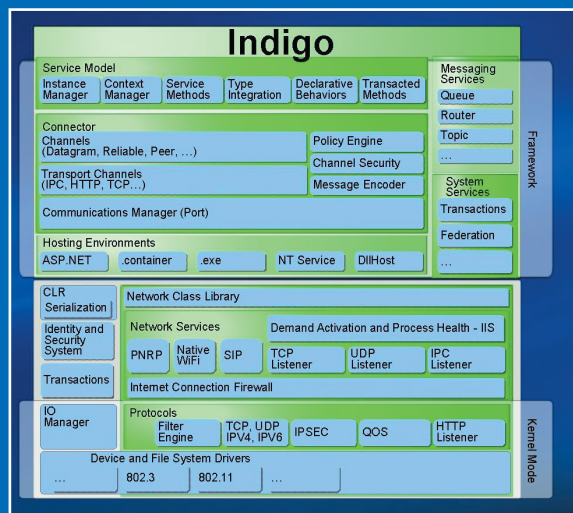 Indigo
Service Model
Instance Manager
Context Manager
Service Methods
Type Integration
Declarative Behaviors
Transacted Methods
Messaging Services
Queue
Router
Topic
...
Framework
Connector
Channels
(Datagram, Reliable, Peer, ...)
Transport Channels
(IPC, HTTP, TCP...)
Policy Engine
Channel Security
Message Encoder
Communications Manager (Port)
System Services
Transactions
Federation
...
Hosting Environments
ASP.NET
.container
.exe
NT Service
DllHost
CLR
Serialization
Identity and
Security
System
Transactions
IO
Manager
Network Class Library
Network Services
Demand Activation and Process Health - IIS
PNRP
Native
WiFi
SIP
TCP
Listener
UDP
Listener
IPC
Listener
Internet Connection Firewall
Protocols
Filter
Engine
TCP, UDP
IPV4, IPV6
IPSEC
QOS
HTTP
Listener
Kernel Mode
Device and File System Drivers
...
802.3
802.11
...